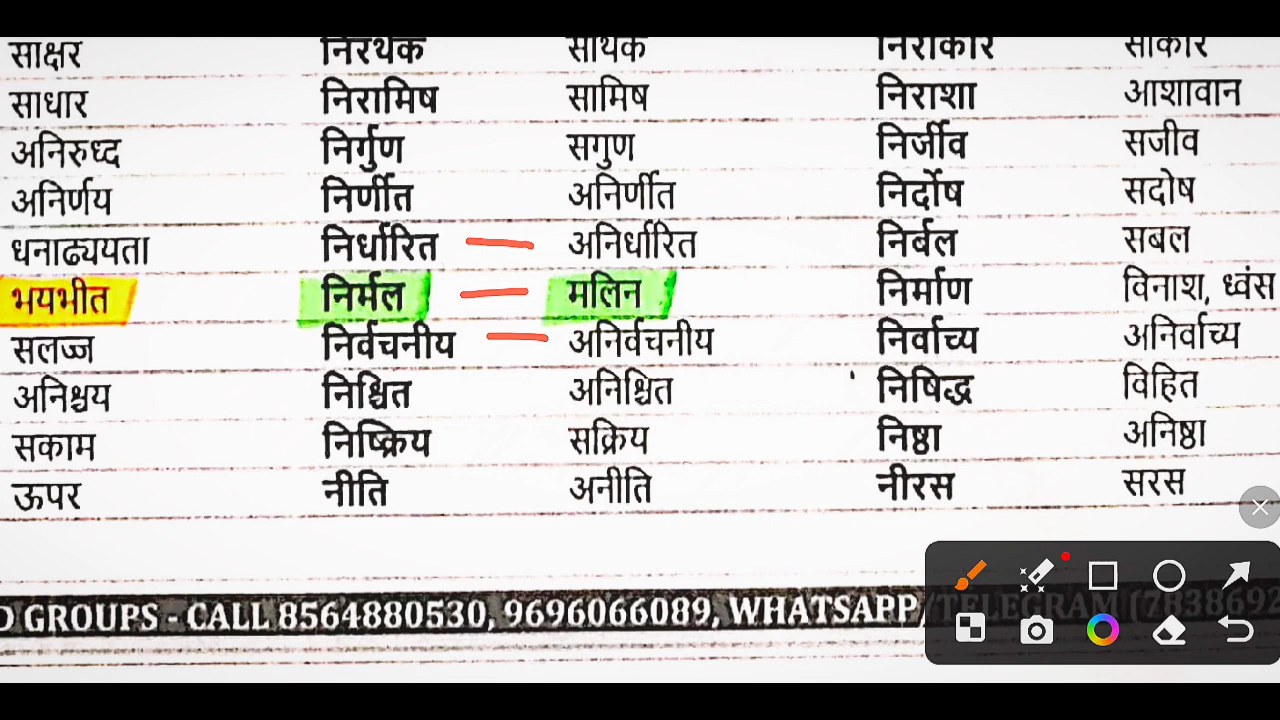 साक्षर निरर्थक सार्थक निराकार साकार
साधार निरामिष सामिष निराशा आशावान
अनिरुध्द निर्गुण सगुण निर्जीव सजीव
अनिर्णय निर्णीत अनिर्णीत निर्दोष सदोष
धनाढ्ययता निर्धारित अनिर्धारित निर्बल सबल
भयभीत निर्मल मलिन निर्माण विनाश, ध्वंस
सलज्ज निर्वचनीय अनिर्वचनीय निर्वाच्य अनिर्वाच्य
अनिश्चय निश्चित अनिश्चित निषिद्ध विहित
सकाम निष्क्रिय सक्रिय निष्ठा अनिष्ठा
ऊपर नीति अनीति नीरस सरस
D GROUPS - CALL 8564880530, 9696066089, WHATSAPP/TELEGRAM (7838692